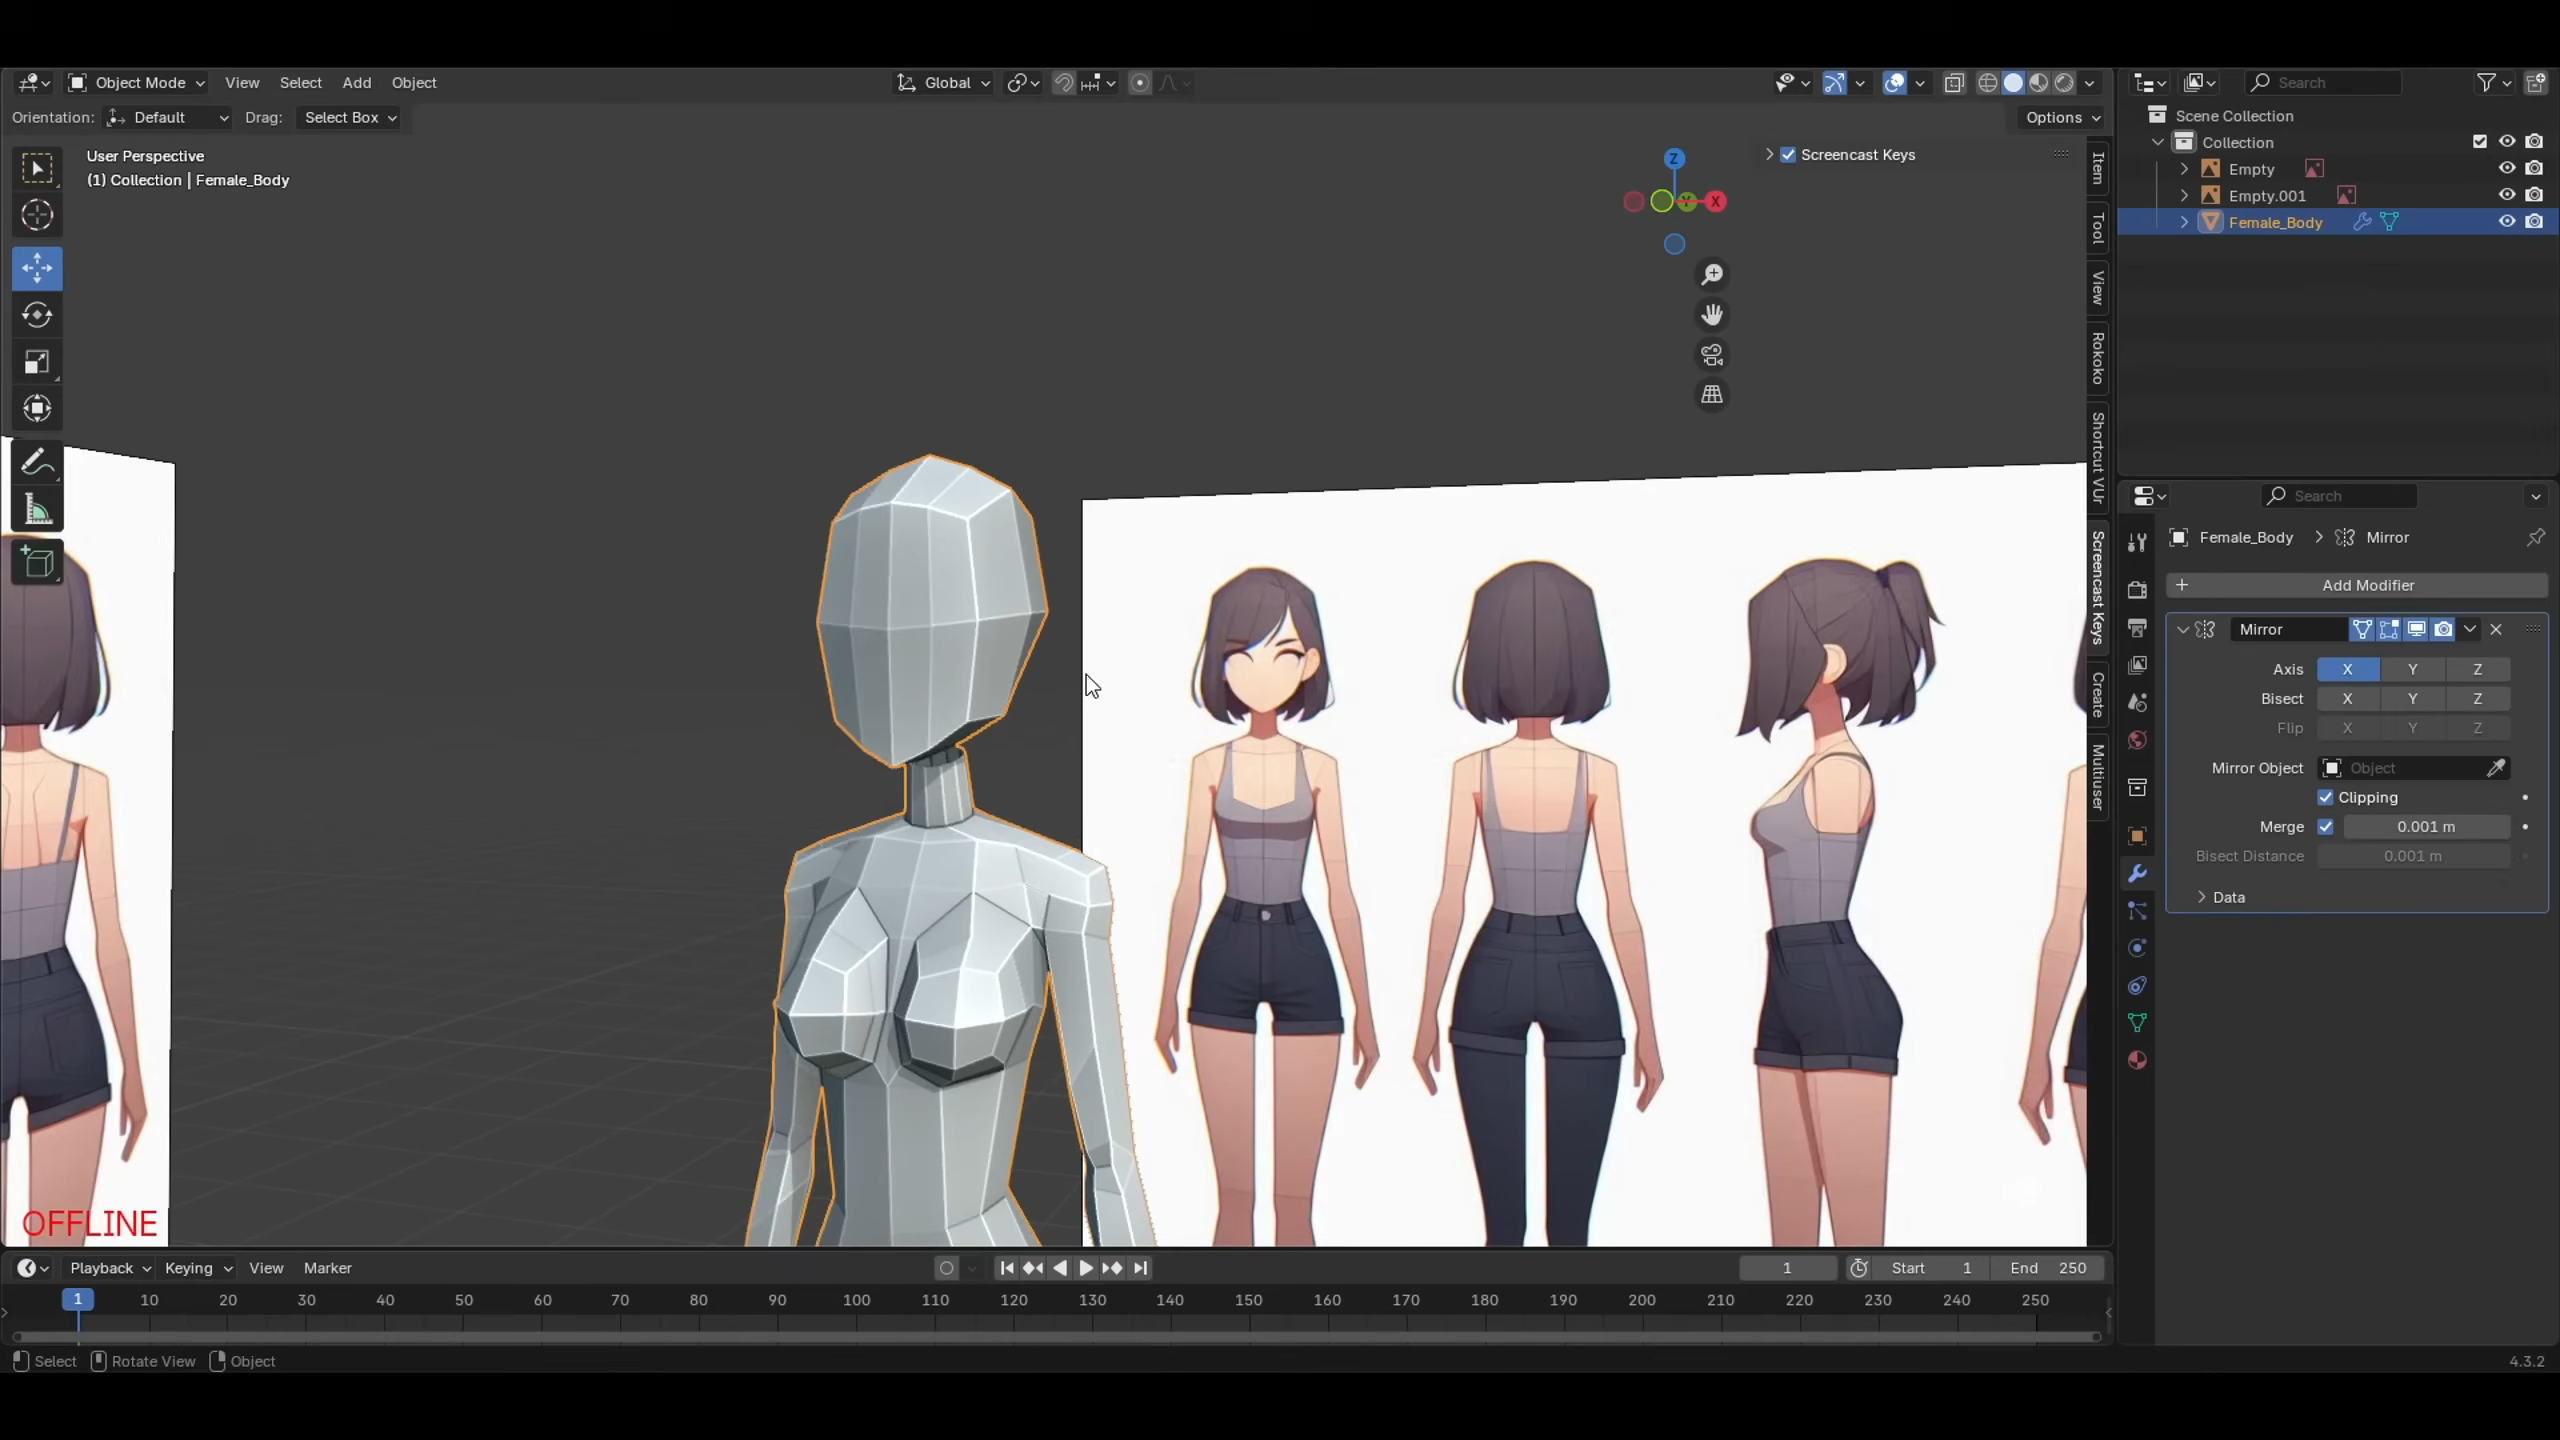 Object Mode View Select Add Object Global
Orientation: Default Drag: Select Box Options
User Perspective
(1) Collection | Female_Body
Z
Y
X
Screencast Keys
Item
Tool
View
Rokoko
Shortcut VUr
Screencast Keys
Create
Multiuser
OFFLINE
Search
Scene Collection
Collection
Empty
Empty.001
Female_Body
Search
Female_Body > Mirror
+ Add Modifier
Mirror
Axis X Y Z
Bisect X Y Z
Flip X Y Z
Mirror Object Object
Clipping
Merge 0.001 m
Bisect Distance 0.001 m
Data
Playback Keying View Marker 1 Start 1 End 250
1 10 20 30 40 50 60 70 80 90 100 110 120 130 140 150 160 170 180 190 200 210 220 230 240 250
Select Rotate View Object 4.3.2